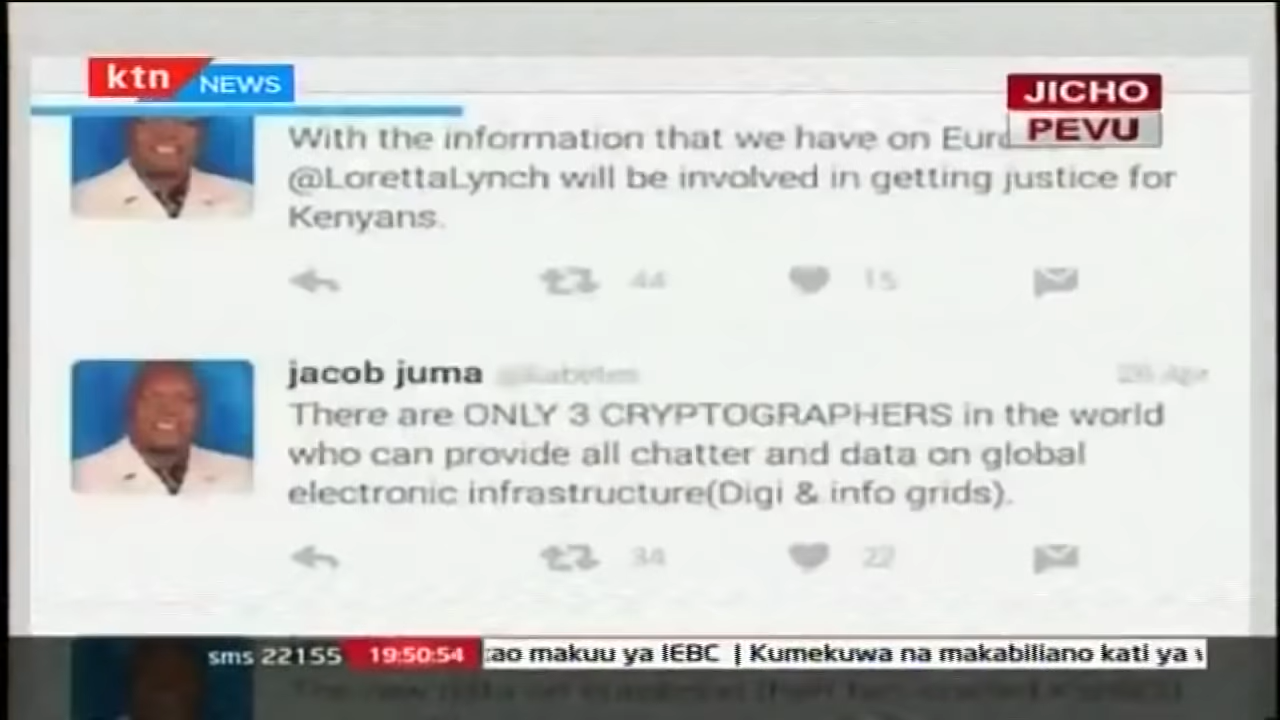 ktn NEWS
JICHO
PEVU
With the information that we have on
@LorettaLynch will be involved in getting justice for
Kenyans.
44 15
jacob juma
There are ONLY 3 CRYPTOGRAPHERS in the world
who can provide all chatter and data on global
electronic infrastructure(Digi & info grids).
34 22
sms 22155 19:50:54 makuu ya IEBC | Kumekuwa na makabiliano kati ya